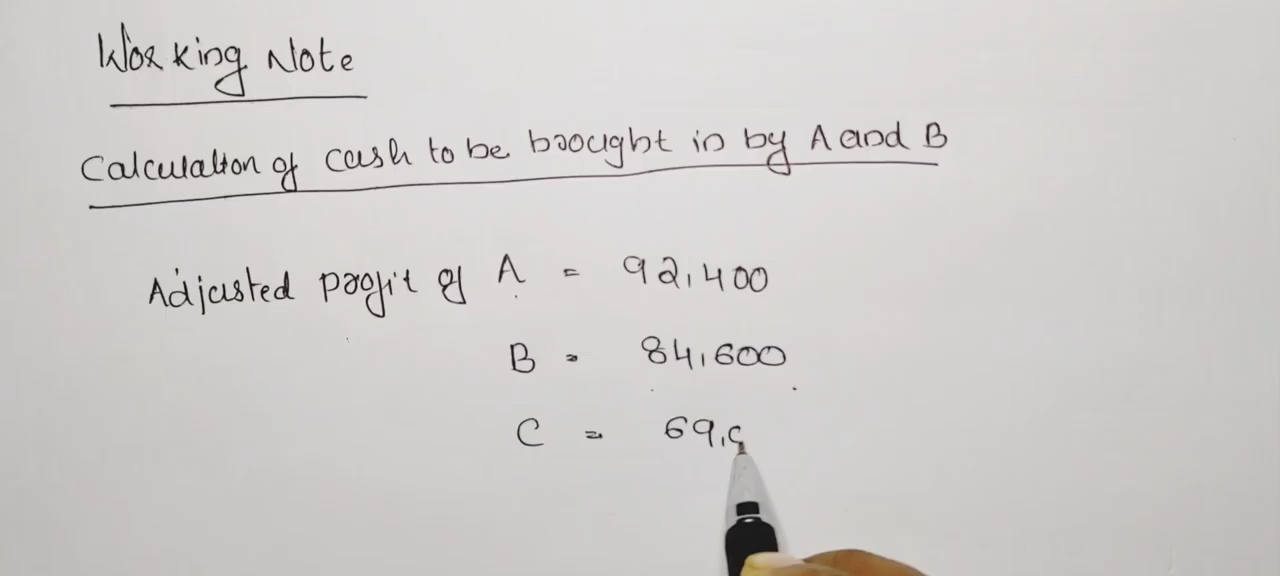 Working Note
Calculation of cash to be brought in by A and B
Adjusted profit of A = 92,400
B = 84,600
C = 69,